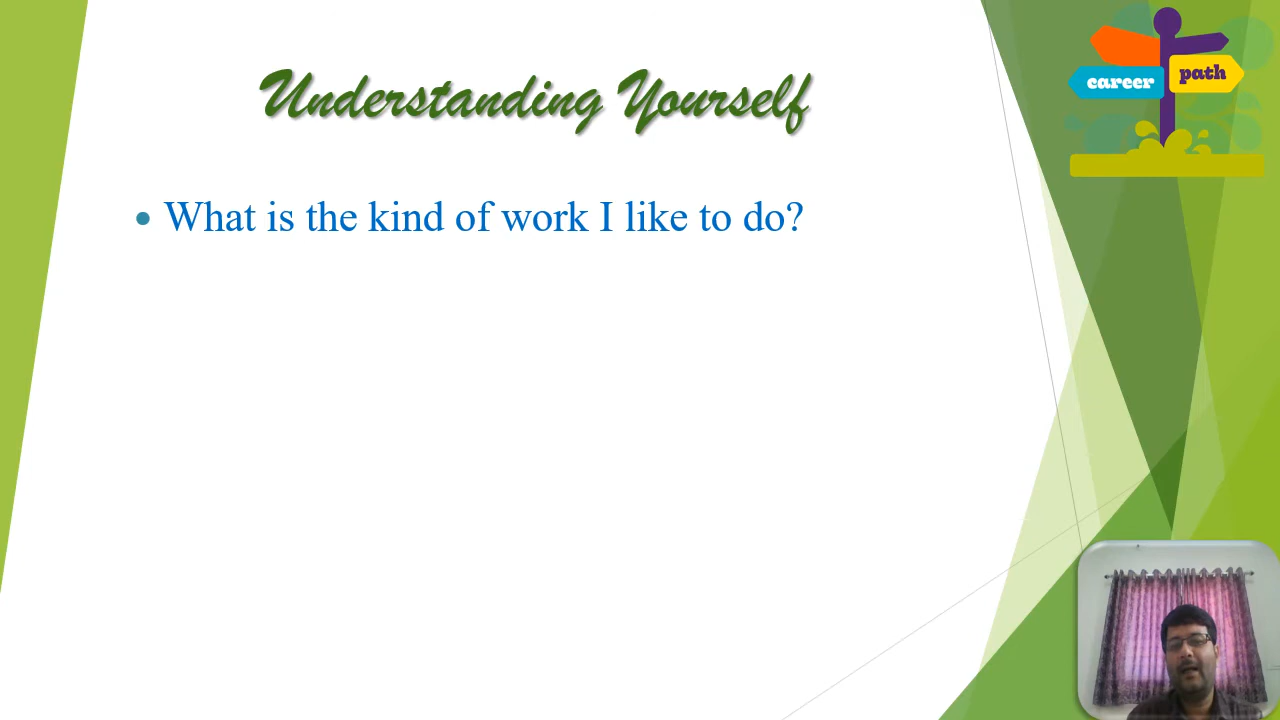 Understanding Yourself
career
path
• What is the kind of work I like to do?